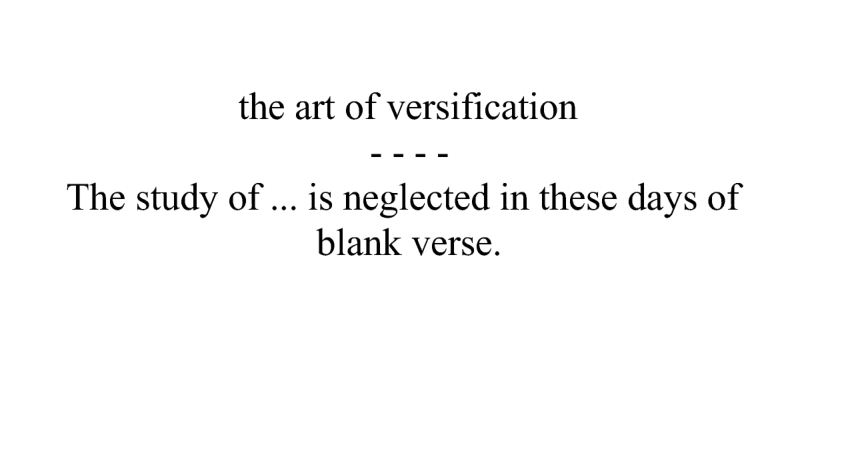 the art of versification
- - - -
The study of ... is neglected in these days of
blank verse.